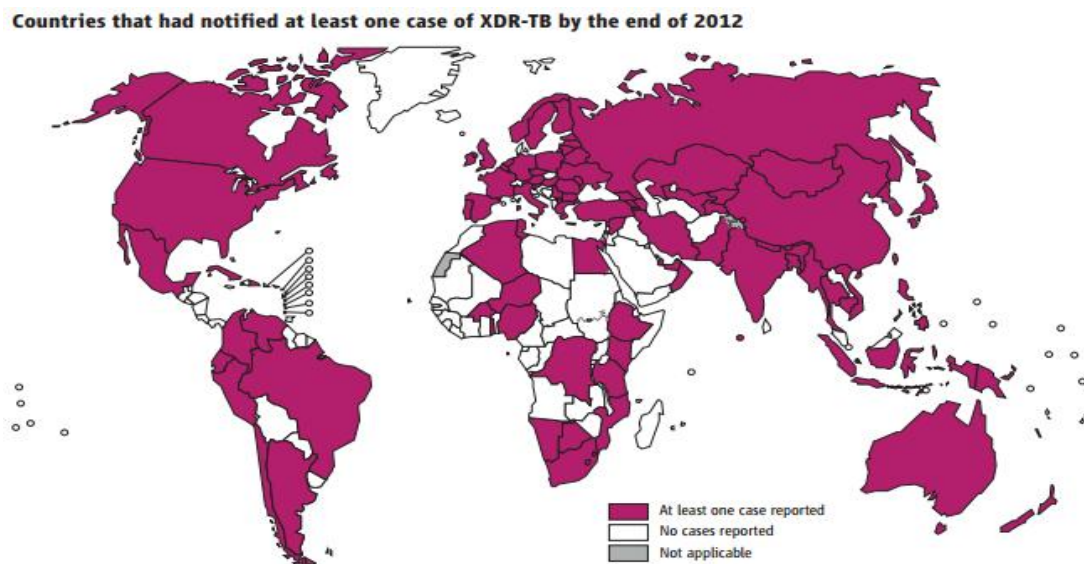 Countries that had notified at least one case of XDR-TB by the end of 2012
At least one case reported
No cases reported
Not applicable